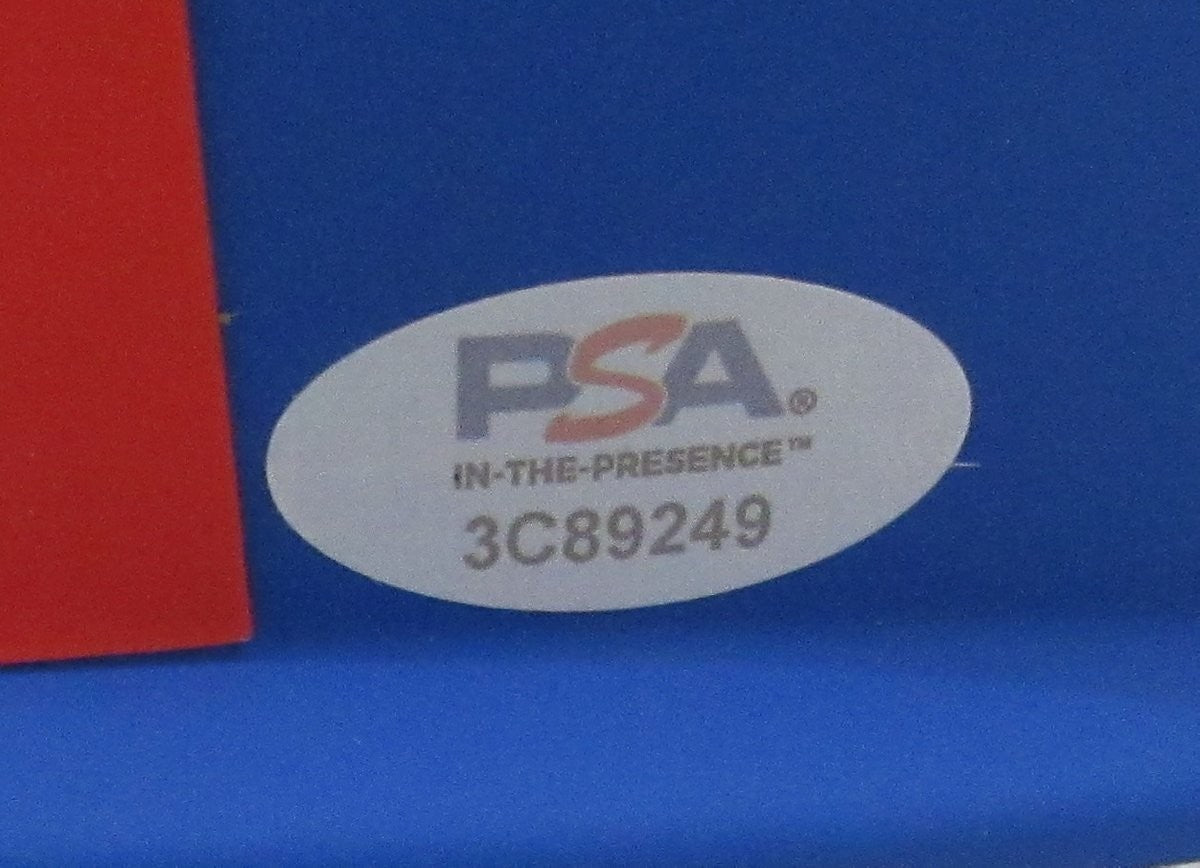 PSA®
IN-THE-PRESENCE™
3C89249